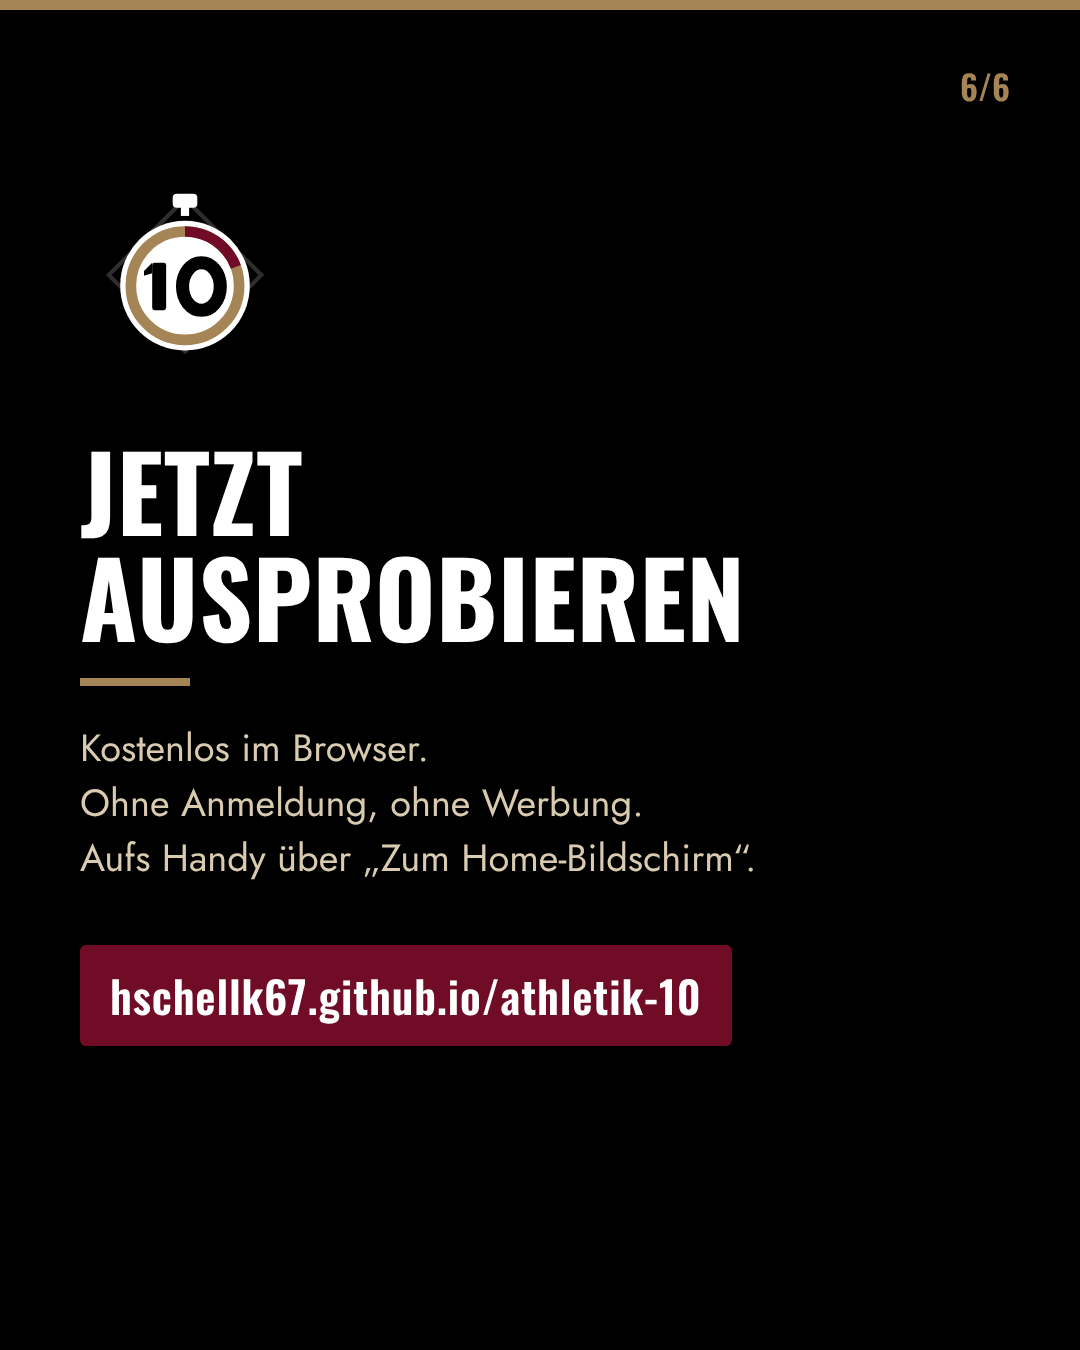 6/6
10
JETZT
AUSPROBIEREN
Kostenlos im Browser.
Ohne Anmeldung, ohne Werbung.
Aufs Handy über „Zum Home-Bildschirm“.
hschellk67.github.io/athletik-10